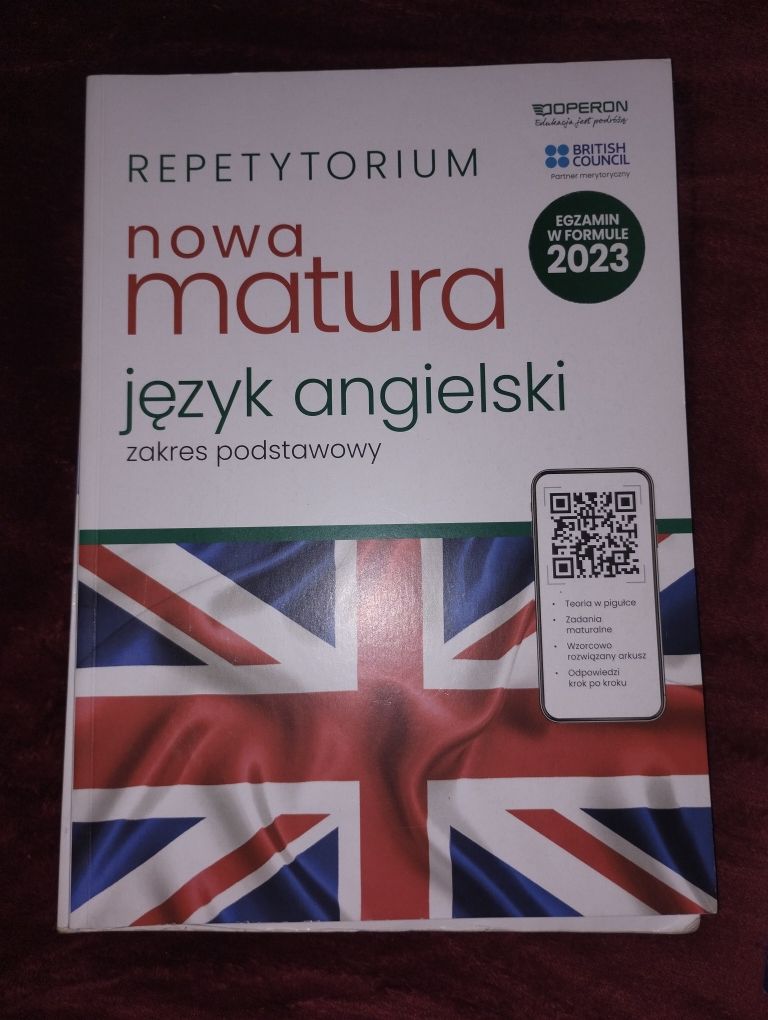 OPERON
Edukacja jest podróżą
BRITISH
COUNCIL
Partner merytoryczny
REPETYTORIUM
EGZAMIN
W FORMULE
2023
nowa
matura
język angielski
zakres podstawowy
• Teoria w pigułce
• Zadania
maturalne
• Wzorcowo
rozwiązany arkusz
• Odpowiedzi
krok po kroku